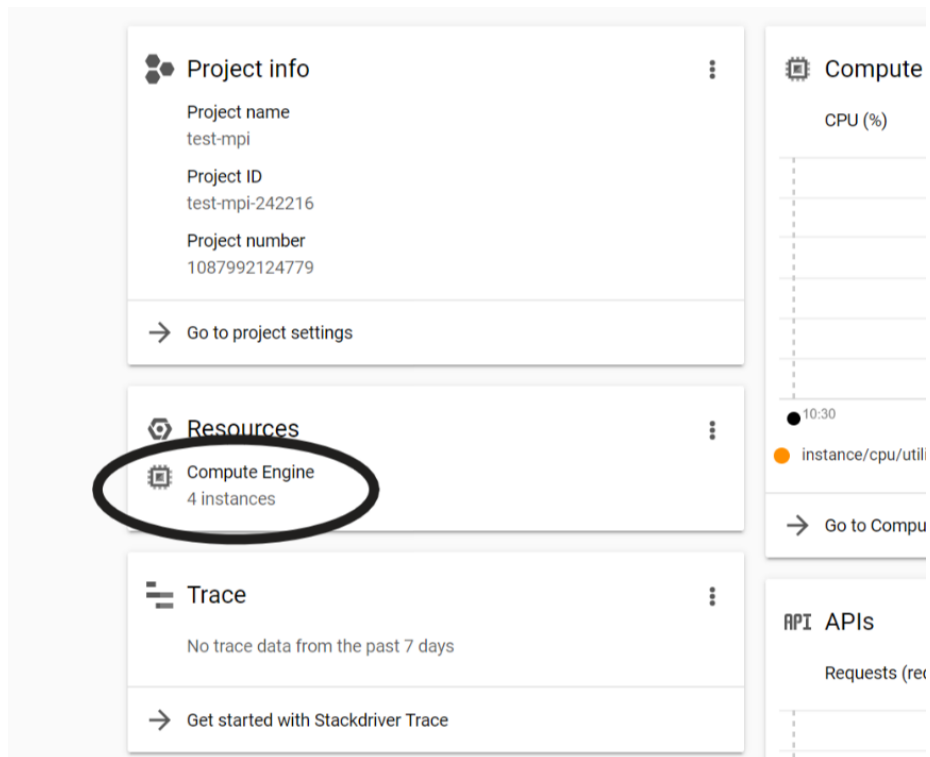 Project info
Project name
test-mpi
Project ID
test-mpi-242216
Project number
1087992124779
Go to project settings
Resources
Compute Engine
4 instances
Trace
No trace data from the past 7 days
Get started with Stackdriver Trace
Compute
CPU (%)
10:30
instance/cpu/utili
Go to Compu
API APIs
Requests (re